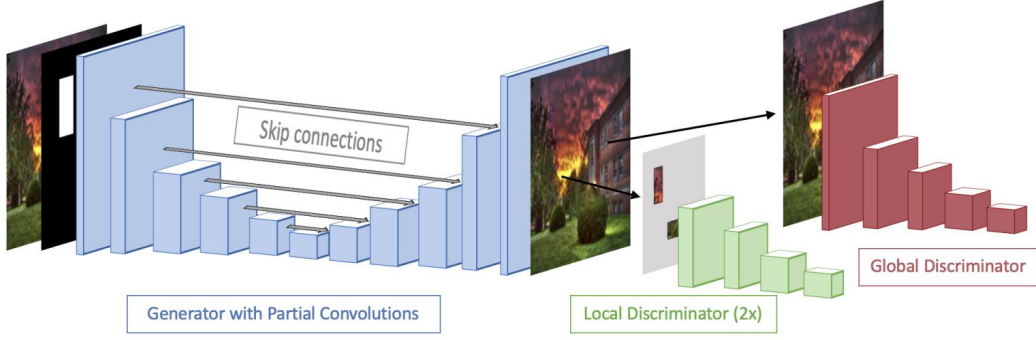 Skip connections
Generator with Partial Convolutions
Local Discriminator (2x)
Global Discriminator